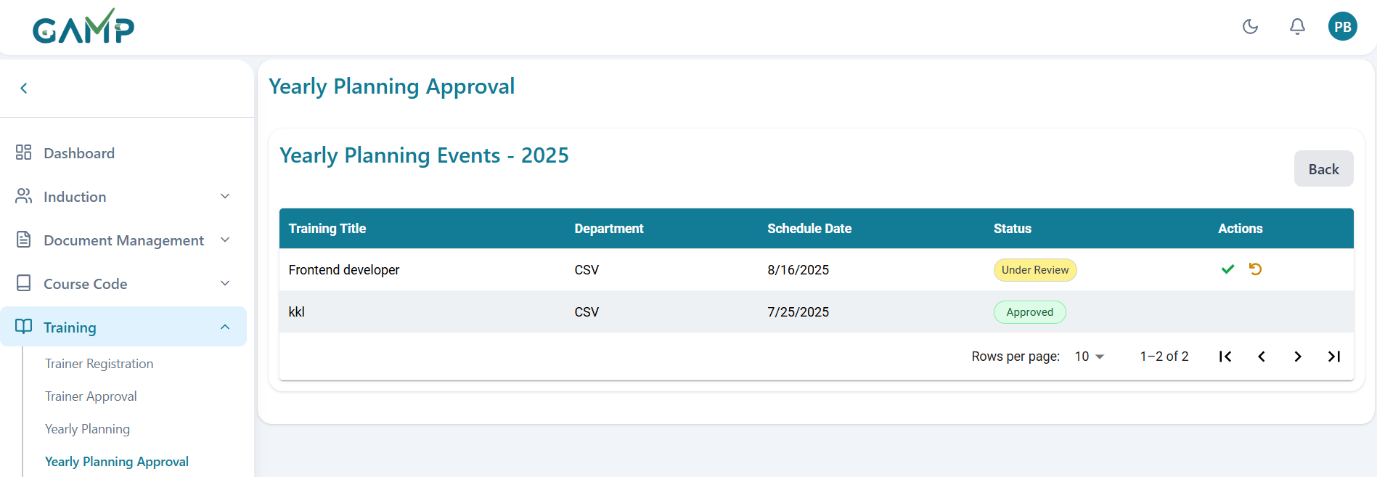 GAMP
PB
Yearly Planning Approval
Dashboard
Induction
Document Management
Course Code
Training
Trainer Registration
Trainer Approval
Yearly Planning
Yearly Planning Approval
Yearly Planning Events - 2025
Back
Training Title Department Schedule Date Status Actions
Frontend developer CSV 8/16/2025 Under Review
kkl CSV 7/25/2025 Approved
Rows per page: 10 1–2 of 2